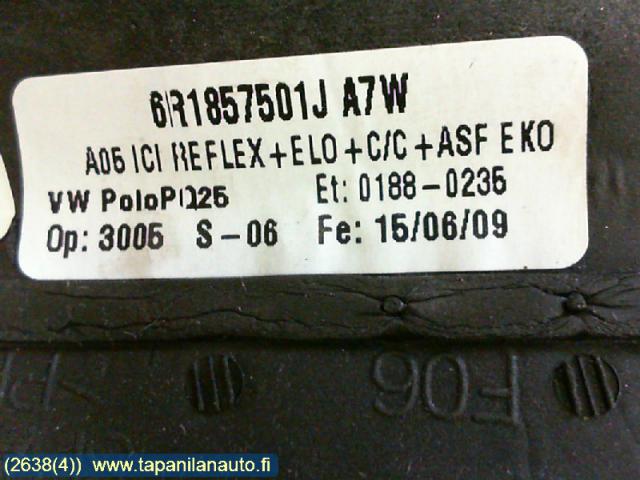 6R1857501J A7W
A05 ICI REFLEX+ELO+C/C+ASF EKO
VW PoloPQ25 Et: 0188-0235
Op: 3005 S-06 Fe: 15/06/09
F06
(2638(4)) www.tapanilanauto.fi